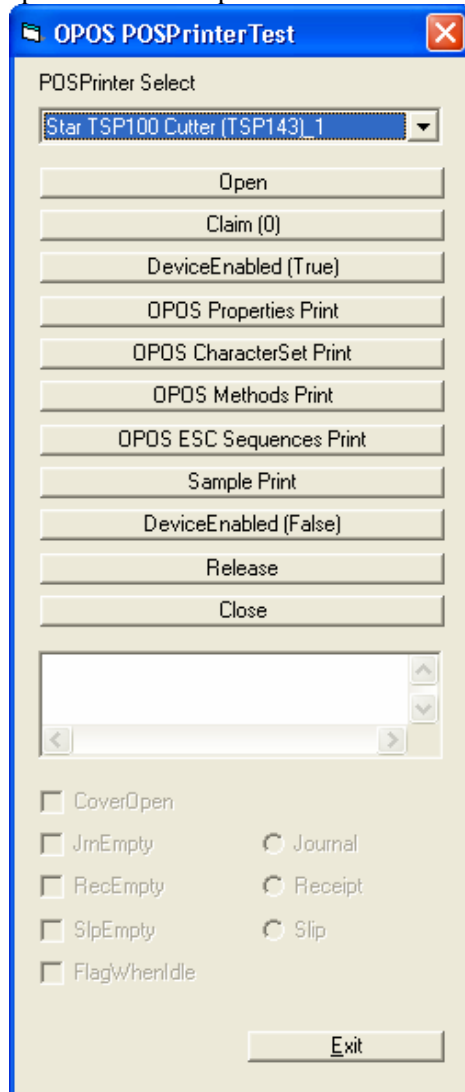 OPOS POSPrinterTest
POSPrinter Select
Star TSP100 Cutter (TSP143)_1
Open
Claim (0)
DeviceEnabled (True)
OPOS Properties Print
OPOS CharacterSet Print
OPOS Methods Print
OPOS ESC Sequences Print
Sample Print
DeviceEnabled (False)
Release
Close
CoverOpen
JrnEmpty
Journal
RecEmpty
Receipt
SlpEmpty
Slip
FlagWhenIdle
Exit